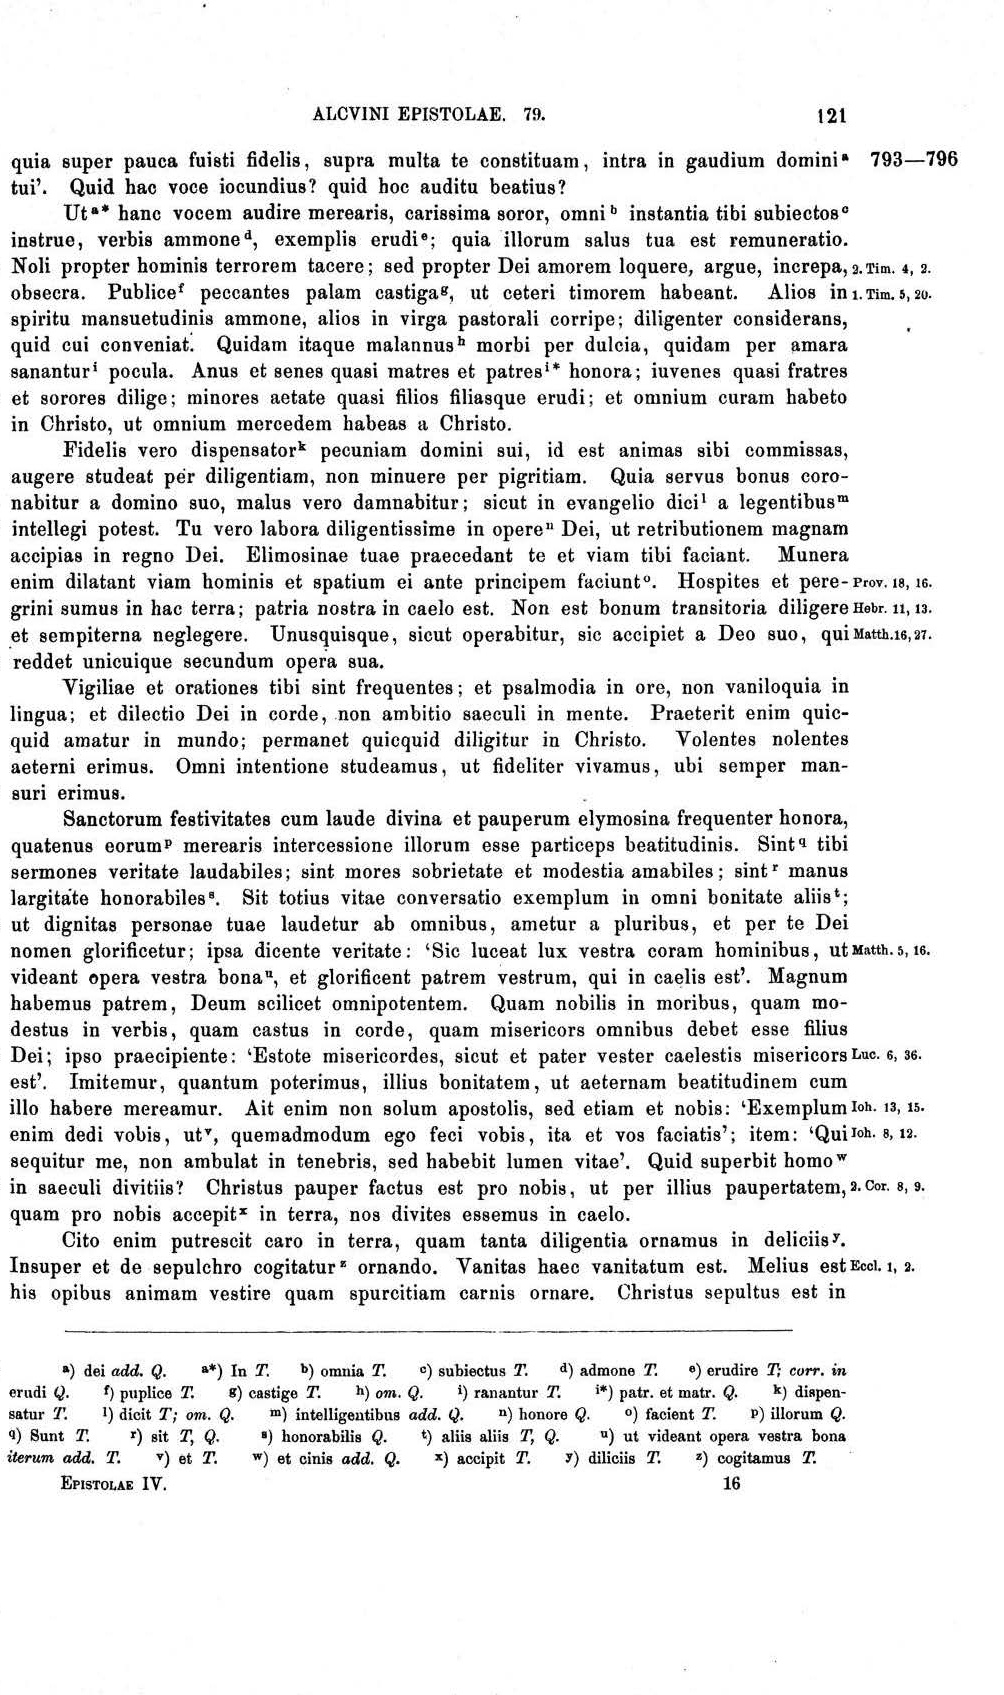 ALCVINI EPISTOLAE. 79. 121
quia super pauca fuisti fidelis, supra multa te constituam, intra in gaudium domini ᵃ 793—796
tui’. Quid hac voce iocundius? quid hoc auditu beatius?
Ut ᵃ* hanc vocem audire merearis, carissima soror, omni ᵇ instantia tibi subiectos ᶜ
instrue, verbis ammone ᵈ, exemplis erudi ᵉ; quia illorum salus tua est remuneratio.
Noli propter hominis terrorem tacere; sed propter Dei amorem loquere, argue, increpa, 2. Tim. 4, 2.
obsecra. Publice ᶠ peccantes palam castiga ᵍ, ut ceteri timorem habeant. Alios in 1. Tim. 5, 20.
spiritu mansuetudinis ammone, alios in virga pastorali corripe; diligenter considerans,
quid cui conveniat. Quidam itaque malannus ʰ morbi per dulcia, quidam per amara
sanantur ⁱ pocula. Anus et senes quasi matres et patres ⁱ* honora; iuvenes quasi fratres
et sorores dilige; minores aetate quasi filios filiasque erudi; et omnium curam habeto
in Christo, ut omnium mercedem habeas a Christo.
Fidelis vero dispensator ᵏ pecuniam domini sui, id est animas sibi commissas,
augere studeat per diligentiam, non minuere per pigritiam. Quia servus bonus coro-
nabitur a domino suo, malus vero damnabitur; sicut in evangelio dici ˡ a legentibus ᵐ
intellegi potest. Tu vero labora diligentissime in opere ⁿ Dei, ut retributionem magnam
accipias in regno Dei. Elimosinae tuae praecedant te et viam tibi faciant. Munera
enim dilatant viam hominis et spatium ei ante principem faciunt ᵒ. Hospites et pere- Prov. 18, 16.
grini sumus in hac terra; patria nostra in caelo est. Non est bonum transitoria diligere Hebr. 11, 13.
et sempiterna neglegere. Unusquisque, sicut operabitur, sic accipiet a Deo suo, qui Matth. 16, 27.
reddet unicuique secundum opera sua.
Vigiliae et orationes tibi sint frequentes; et psalmodia in ore, non vaniloquia in
lingua; et dilectio Dei in corde, non ambitio saeculi in mente. Praeterit enim quic-
quid amatur in mundo; permanet quicquid diligitur in Christo. Volentes nolentes
aeterni erimus. Omni intentione studeamus, ut fideliter vivamus, ubi semper man-
suri erimus.
Sanctorum festivitates cum laude divina et pauperum elymosina frequenter honora,
quatenus eorum ᵖ merearis intercessione illorum esse particeps beatitudinis. Sint q tibi
sermones veritate laudabiles; sint mores sobrietate et modestia amabiles; sint ʳ manus
largitate honorabiles ˢ. Sit totius vitae conversatio exemplum in omni bonitate aliis ᵗ;
ut dignitas personae tuae laudetur ab omnibus, ametur a pluribus, et per te Dei
nomen glorificetur; ipsa dicente veritate: ‘Sic luceat lux vestra coram hominibus, ut Matth. 5, 16.
videant opera vestra bona ᵘ, et glorificent patrem vestrum, qui in caelis est’. Magnum
habemus patrem, Deum scilicet omnipotentem. Quam nobilis in moribus, quam mo-
destus in verbis, quam castus in corde, quam misericors omnibus debet esse filius
Dei; ipso praecipiente: ‘Estote misericordes, sicut et pater vester caelestis misericors Luc. 6, 36.
est’. Imitemur, quantum poterimus, illius bonitatem, ut aeternam beatitudinem cum
illo habere mereamur. Ait enim non solum apostolis, sed etiam et nobis: ‘Exemplum Ioh. 13, 15.
enim dedi vobis, ut ᵛ, quemadmodum ego feci vobis, ita et vos faciatis’; item: ‘Qui Ioh. 8, 12.
sequitur me, non ambulat in tenebris, sed habebit lumen vitae’. Quid superbit homo ʷ
in saeculi divitiis? Christus pauper factus est pro nobis, ut per illius paupertatem, 2. Cor. 8, 9.
quam pro nobis accepit ˣ in terra, nos divites essemus in caelo.
Cito enim putrescit caro in terra, quam tanta diligentia ornamus in deliciis ʸ.
Insuper et de sepulchro cogitatur ᶻ ornando. Vanitas haec vanitatum est. Melius est Eccl. 1, 2.
his opibus animam vestire quam spurcitiam carnis ornare. Christus sepultus est in
ᵃ) dei add. Q. ᵃ*) In T. ᵇ) omnia T. ᶜ) subiectus T. ᵈ) admone T. ᵉ) erudire T; corr. in
erudi Q. ᶠ) puplice T. ᵍ) castige T. ʰ) om. Q. ⁱ) ranantur T. ⁱ*) patr. et matr. Q. ᵏ) dispen-
satur T. ˡ) dicit T; om. Q. ᵐ) intelligentibus add. Q. ⁿ) honore Q. ᵒ) facient T. ᵖ) illorum Q.
q) Sunt T. ʳ) sit T, Q. ˢ) honorabilis Q. ᵗ) aliis aliis T, Q. ᵘ) ut videant opera vestra bona
iterum add. T. ᵛ) et T. ʷ) et cinis add. Q. ˣ) accipit T. ʸ) diliciis T. ᶻ) cogitamus T.
EPISTOLAE IV. 16